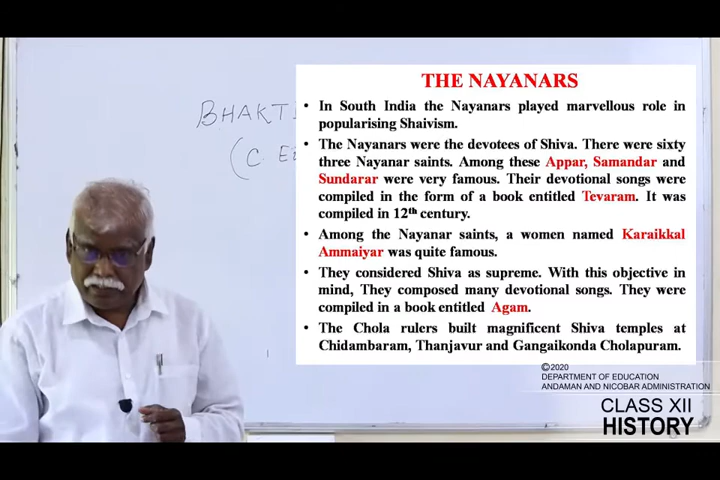 BHAKTI
(C. E
THE NAYANARS
• In South India the Nayanars played marvellous role in
popularising Shaivism.
• The Nayanars were the devotees of Shiva. There were sixty
three Nayanar saints. Among these Appar, Samandar and
Sundarar were very famous. Their devotional songs were
compiled in the form of a book entitled Tevaram. It was
compiled in 12th century.
• Among the Nayanar saints, a women named Karaikkal
Ammaiyar was quite famous.
• They considered Shiva as supreme. With this objective in
mind, They composed many devotional songs. They were
compiled in a book entitled Agam.
• The Chola rulers built magnificent Shiva temples at
Chidambaram, Thanjavur and Gangaikonda Cholapuram.
©2020
DEPARTMENT OF EDUCATION
ANDAMAN AND NICOBAR ADMINISTRATION
CLASS XII
HISTORY